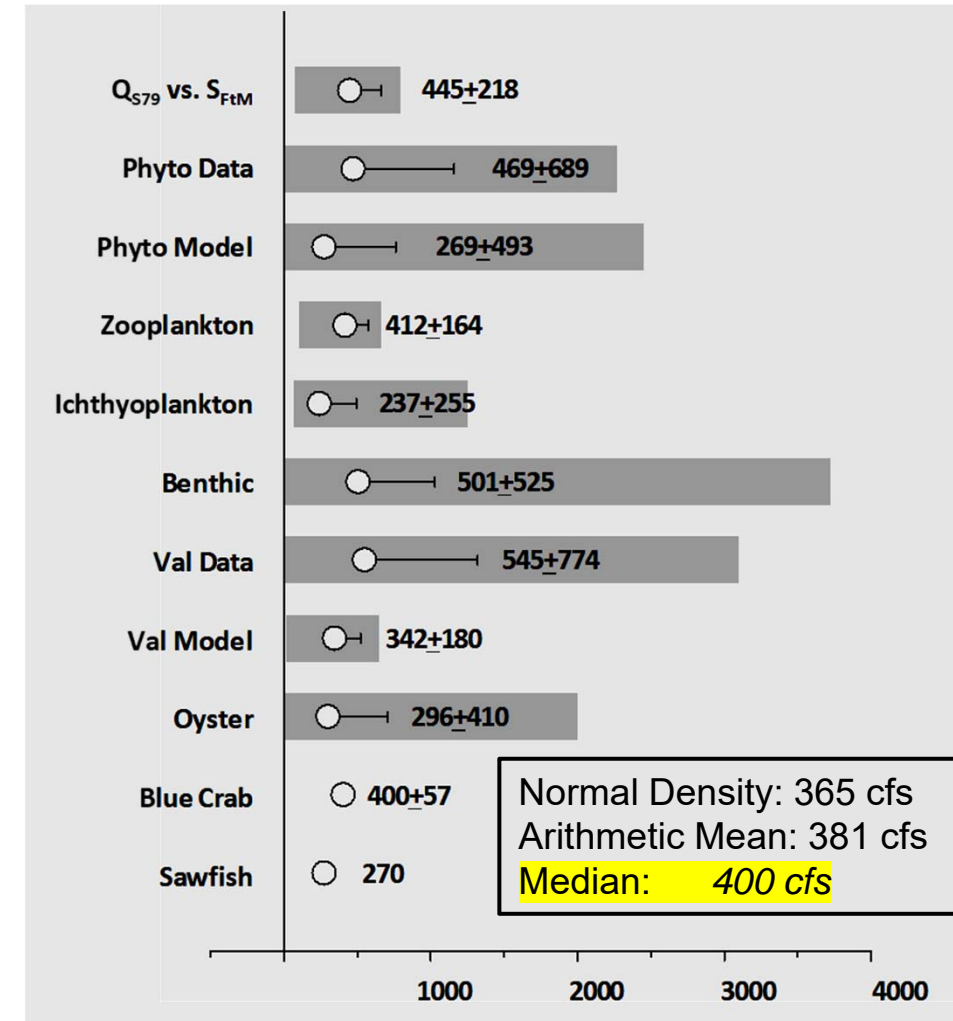 Q_S79 vs. S_FtM 445±218
Phyto Data 469±689
Phyto Model 269±493
Zooplankton 412±164
Ichthyoplankton 237±255
Benthic 501±525
Val Data 545±774
Val Model 342±180
Oyster 296±410
Blue Crab 400±57
Sawfish 270
Normal Density: 365 cfs
Arithmetic Mean: 381 cfs
Median: 400 cfs
1000 2000 3000 4000